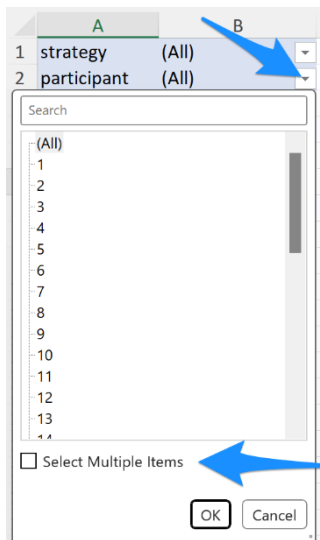 A B
1 strategy (All)
2 participant (All)
Search
(All)
1
2
3
4
5
6
7
8
9
10
11
12
13
14
Select Multiple Items
OK Cancel